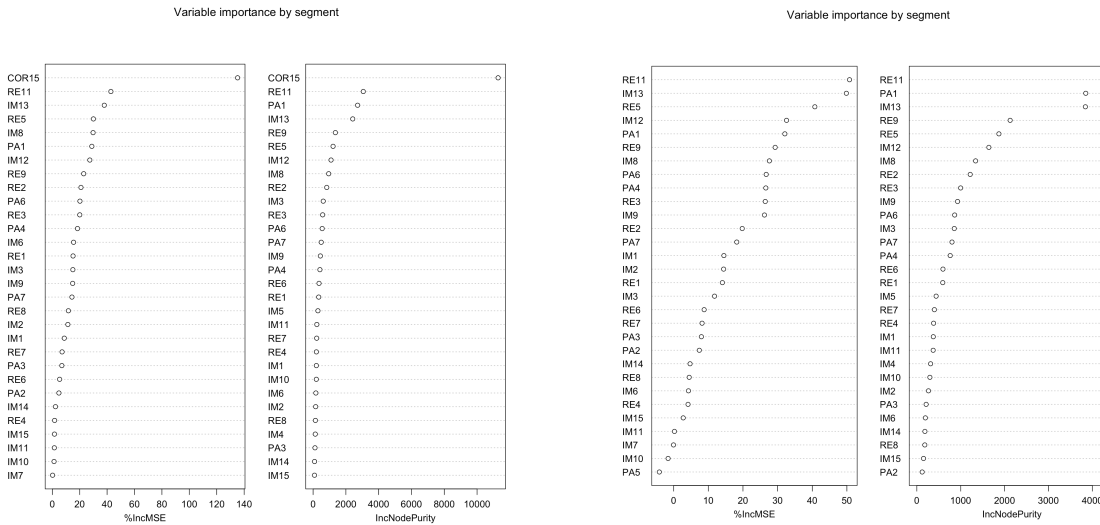 Variable importance by segment
COR15
RE11
IM13
RE5
IM8
PA1
IM12
RE9
RE2
PA6
RE3
PA4
IM6
RE1
IM3
IM9
PA7
RE8
IM2
IM1
RE7
PA3
RE6
PA2
IM14
RE4
IM15
IM11
IM10
IM7
0 20 40 60 80 100 120 140
%IncMSE
COR15
RE11
PA1
IM13
RE9
RE5
IM12
IM8
RE2
IM3
RE3
PA6
PA7
IM9
PA4
RE6
RE1
IM5
IM11
RE7
RE4
IM1
IM10
IM6
IM2
RE8
IM4
PA3
IM14
IM15
0 2000 4000 6000 8000 10000
IncNodePurity
Variable importance by segment
RE11
IM13
RE5
IM12
PA1
RE9
IM8
PA6
PA4
RE3
IM9
RE2
PA7
IM1
IM2
RE1
IM3
RE6
RE7
PA3
PA2
IM14
RE8
IM6
RE4
IM15
IM11
IM7
IM10
PA5
0 10 20 30 40 50
%IncMSE
RE11
PA1
IM13
RE9
RE5
IM12
IM8
RE2
RE3
IM9
PA6
IM3
PA7
PA4
RE6
RE1
IM5
RE7
RE4
IM1
IM11
IM4
IM10
IM2
PA3
IM6
IM14
RE8
IM15
PA2
0 1000 2000 3000 4000
IncNodePurity